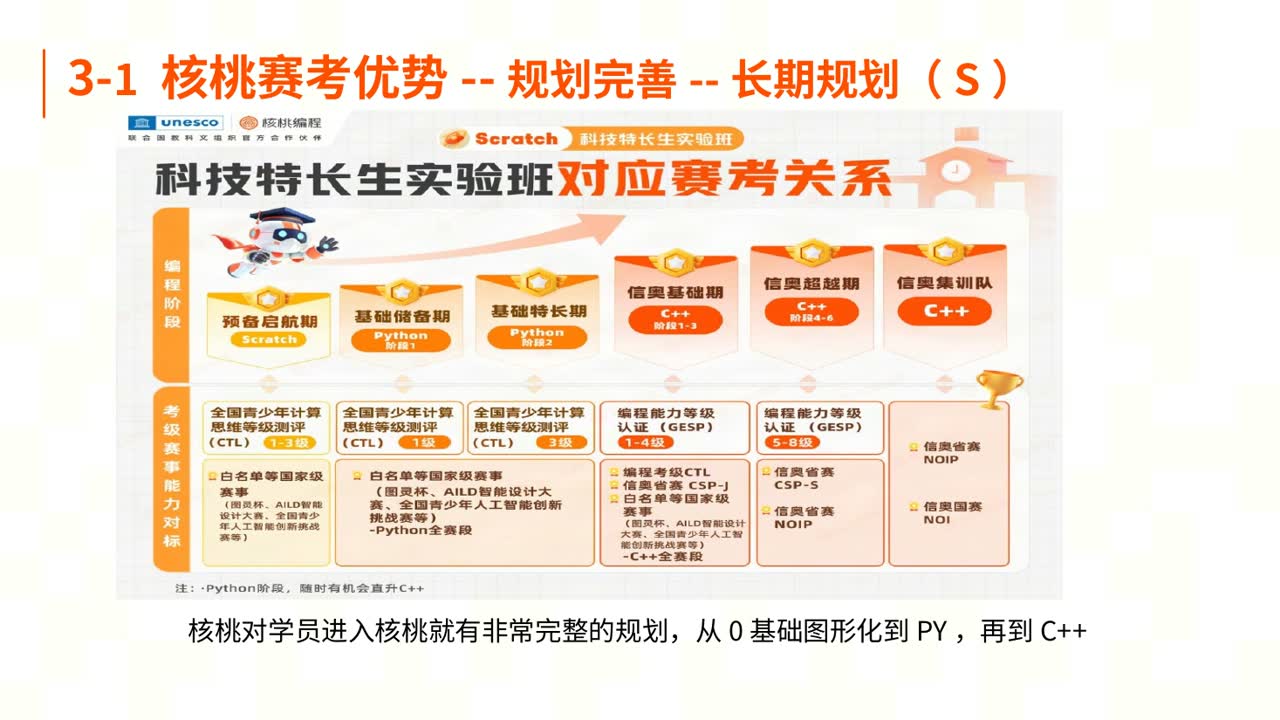 3-1 核桃赛考优势 -- 规划完善 -- 长期规划（ S ）
unesco 核桃编程
联合国教科文组织官方合作伙伴
Scratch 科技特长生实验班
科技特长生实验班对应赛考关系
编程阶段
预备启航期
Scratch
基础储备期
Python
阶段1
基础特长期
Python
阶段2
信奥基础期
C++
阶段1-3
信奥超越期
C++
阶段4-6
信奥集训队
C++
考级赛事能力对标
全国青少年计算
思维等级测评
（CTL） 1-3级
全国青少年计算
思维等级测评
（CTL） 1级
全国青少年计算
思维等级测评
（CTL） 3级
编程能力等级
认证 （GESP）
1-4级
编程能力等级
认证 （GESP）
5-8级
白名单等国家级
赛事
（图灵杯、AILD智能
设计大赛、全国青少
年人工智能创新挑战
赛等）
白名单等国家级赛事
（图灵杯、AILD智能设计大
赛、全国青少年人工智能创新
挑战赛等）
-Python全赛段
编程考级CTL
信奥省赛 CSP-J
白名单等国家级
赛事
（图灵杯、AILD智能设计
大赛、全国青少年人工智
能创新挑战赛等）
-C++全赛段
信奥省赛
CSP-S
信奥省赛
NOIP
信奥省赛
NOIP
信奥国赛
NOI
注：·Python阶段，随时有机会直升C++
核桃对学员进入核桃就有非常完整的规划，从 0 基础图形化到 PY ，再到 C++